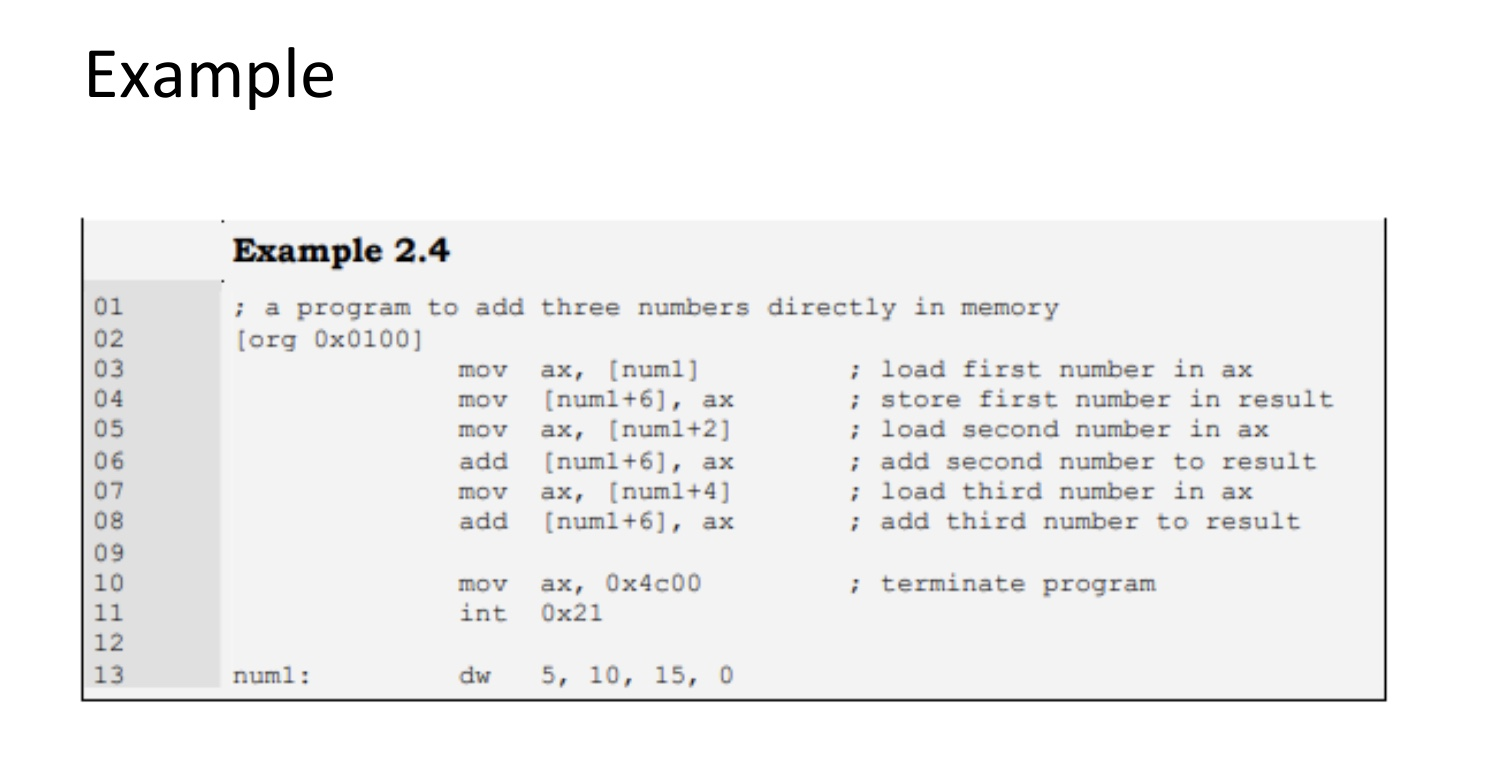 Example
Example 2.4
01 ; a program to add three numbers directly in memory
02 [org 0x0100]
03 mov ax, [num1] ; load first number in ax
04 mov [num1+6], ax ; store first number in result
05 mov ax, [num1+2] ; load second number in ax
06 add [num1+6], ax ; add second number to result
07 mov ax, [num1+4] ; load third number in ax
08 add [num1+6], ax ; add third number to result
09
10 mov ax, 0x4c00 ; terminate program
11 int 0x21
12
13 num1: dw 5, 10, 15, 0